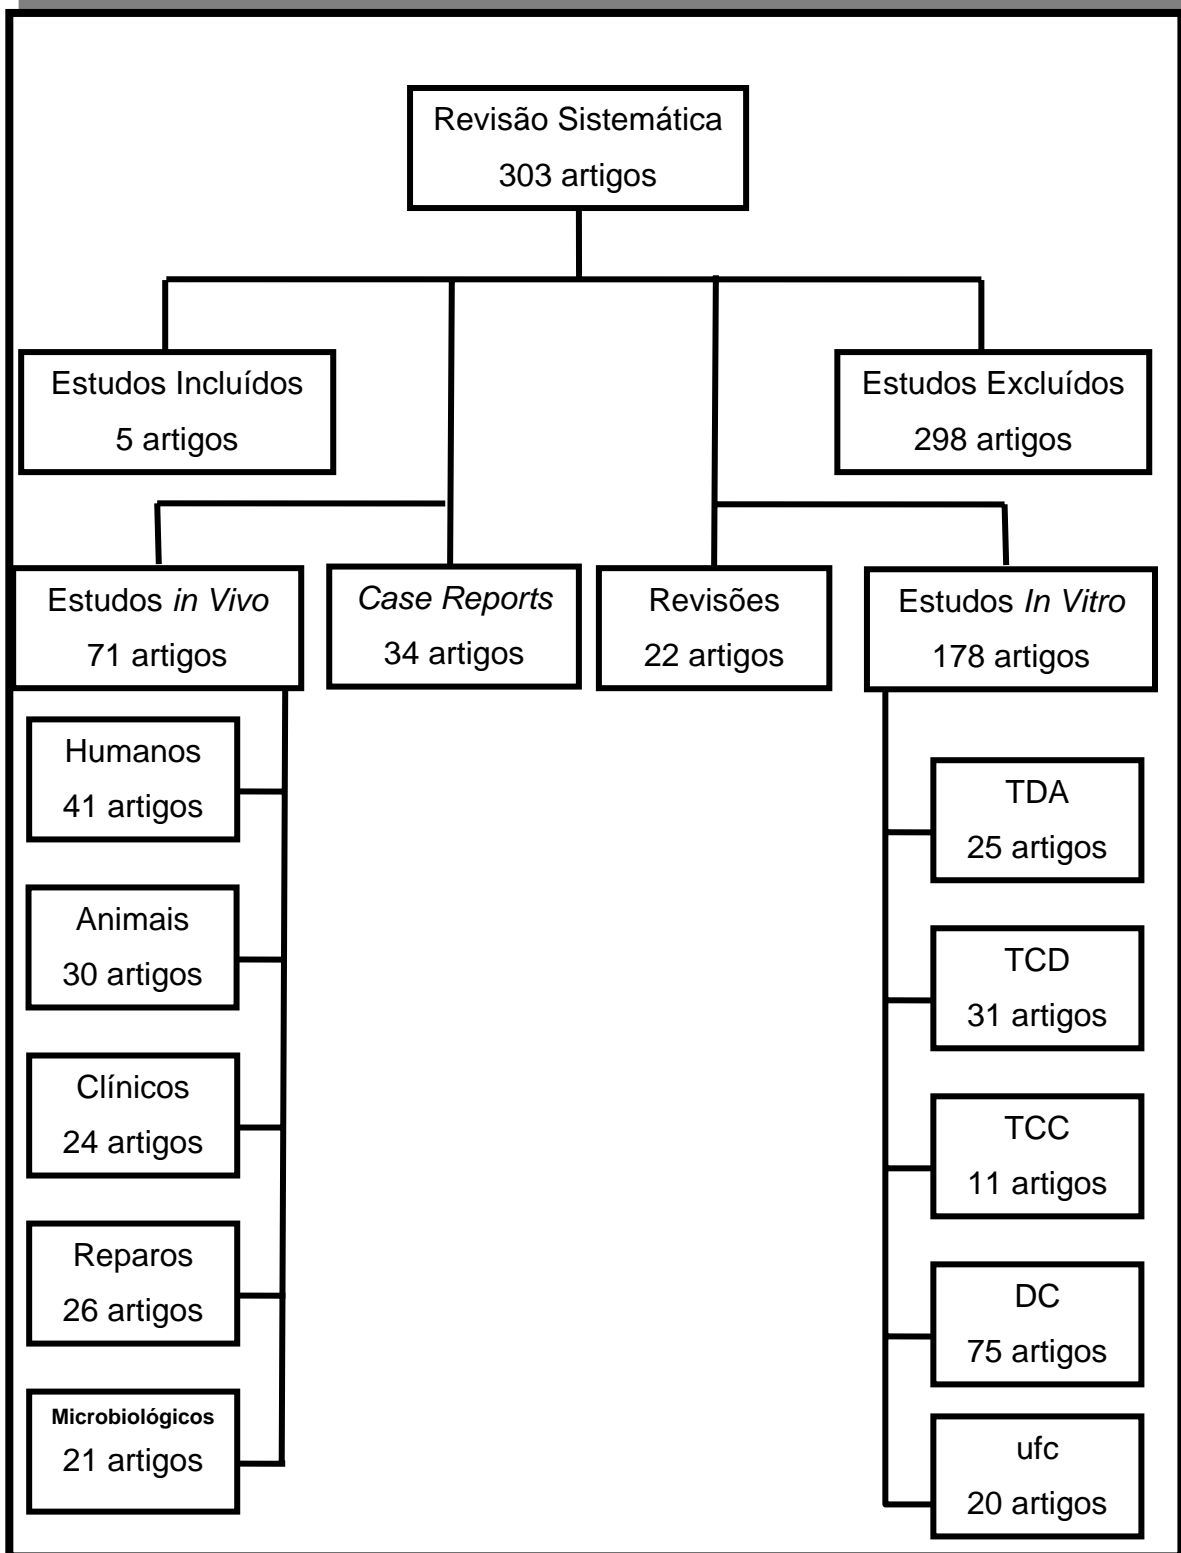 Revisão Sistemática
303 artigos
Estudos Incluídos
5 artigos
Estudos Excluídos
298 artigos
Estudos in Vivo
71 artigos
Case Reports
34 artigos
Revisões
22 artigos
Estudos In Vitro
178 artigos
Humanos
41 artigos
Animais
30 artigos
Clínicos
24 artigos
Reparos
26 artigos
Microbiológicos
21 artigos
TDA
25 artigos
TCD
31 artigos
TCC
11 artigos
DC
75 artigos
ufc
20 artigos